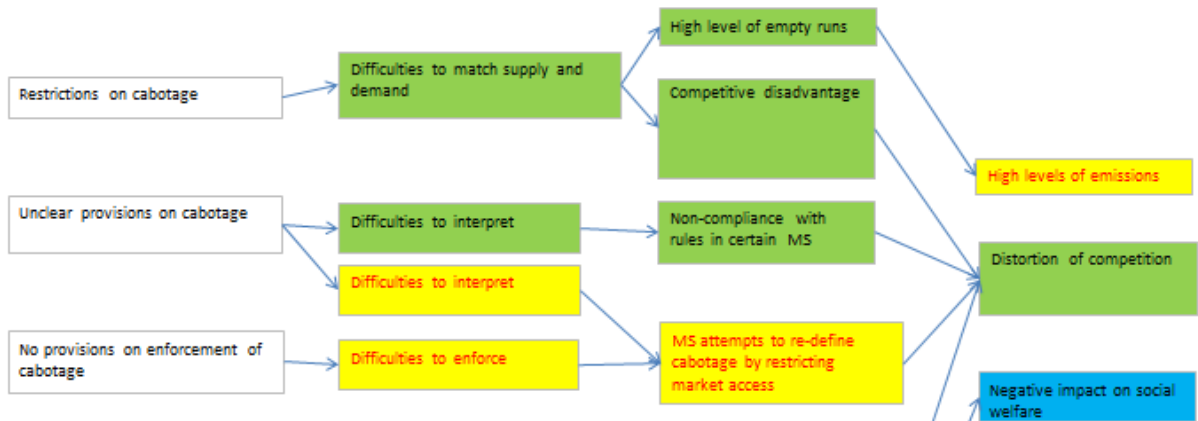 High level of empty runs
Difficulties to match supply and
demand
Restrictions on cabotage
Competitive disadvantage
High levels of emissions
Unclear provisions on cabotage
Difficulties to interpret
Non-compliance with
rules in certain MS
Distortion of competition
Difficulties to interpret
No provisions on enforcement of
cabotage
Difficulties to enforce
MS attempts to re-define
cabotage by restricting
market access
Negative impact on social
welfare